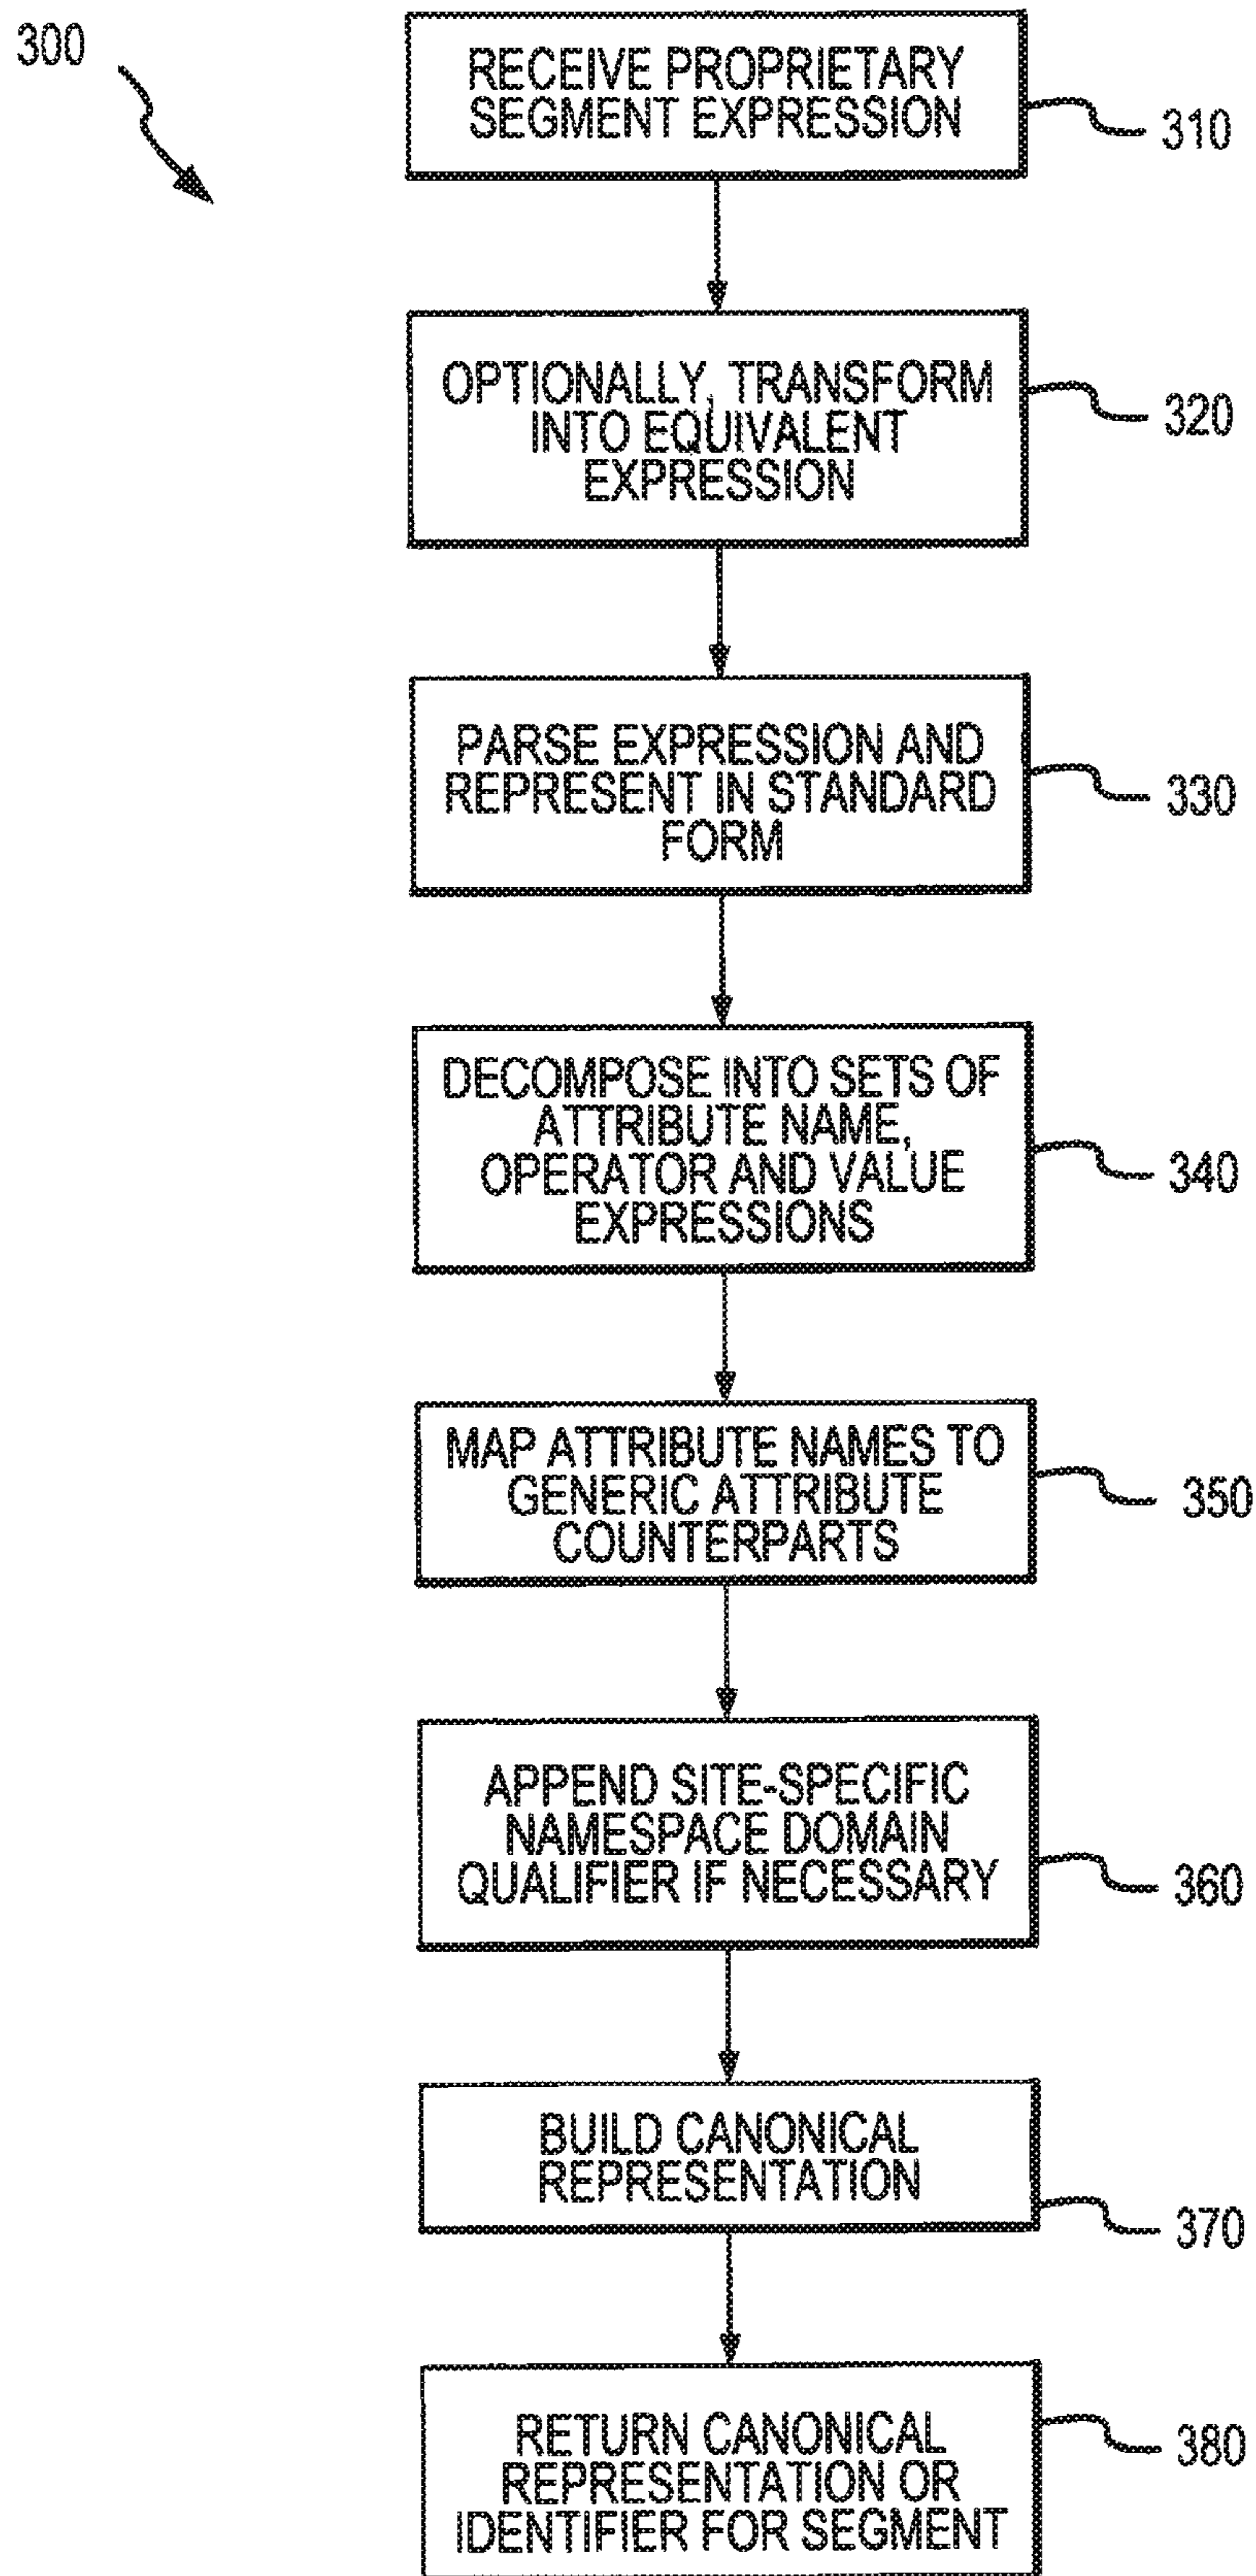 300
RECEIVE PROPRIETARY
SEGMENT EXPRESSION
310
OPTIONALLY, TRANSFORM
INTO EQUIVALENT
EXPRESSION
320
PARSE EXPRESSION AND
REPRESENT IN STANDARD
FORM
330
DECOMPOSE INTO SETS OF
ATTRIBUTE NAME,
OPERATOR AND VALUE
EXPRESSIONS
340
MAP ATTRIBUTE NAMES TO
GENERIC ATTRIBUTE
COUNTERPARTS
350
APPEND SITE-SPECIFIC
NAMESPACE DOMAIN
QUALIFIER IF NECESSARY
360
BUILD CANONICAL
REPRESENTATION
370
RETURN CANONICAL
REPRESENTATION OR
IDENTIFIER FOR SEGMENT
380